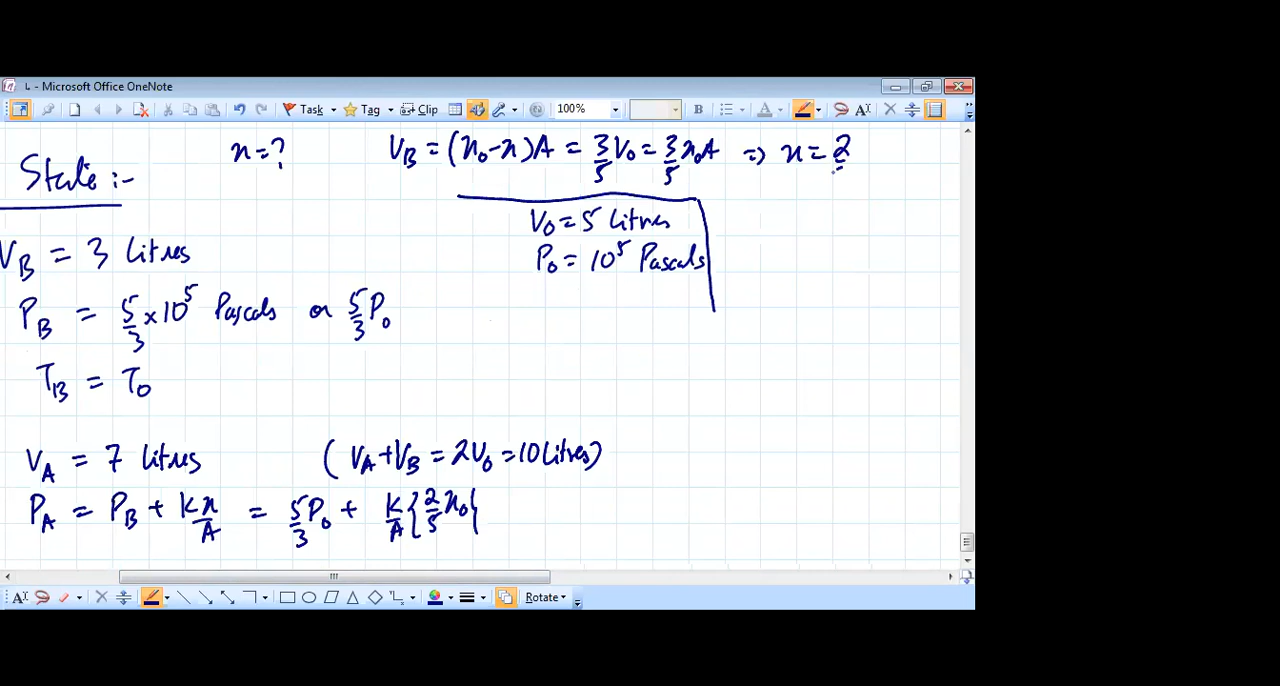 ι - Microsoft Office OneNote
Task Tag Clip 100% B A A
x = ? V_B = (x_0 - x)A = 3/5 V_0 = 3/5 x_0 A => x = 2
State :-
V_0 = 5 Litres
V_B = 3 Litres
P_0 = 10^5 Pascals
P_B = 5/3 × 10^5 Pascals or 5/3 P_0
T_B = T_0
V_A = 7 Litres (V_A + V_B = 2V_0 = 10 Litres)
P_A = P_B + Kx/A = 5/3 P_0 + K/A {2/5 x_0}
A Rotate